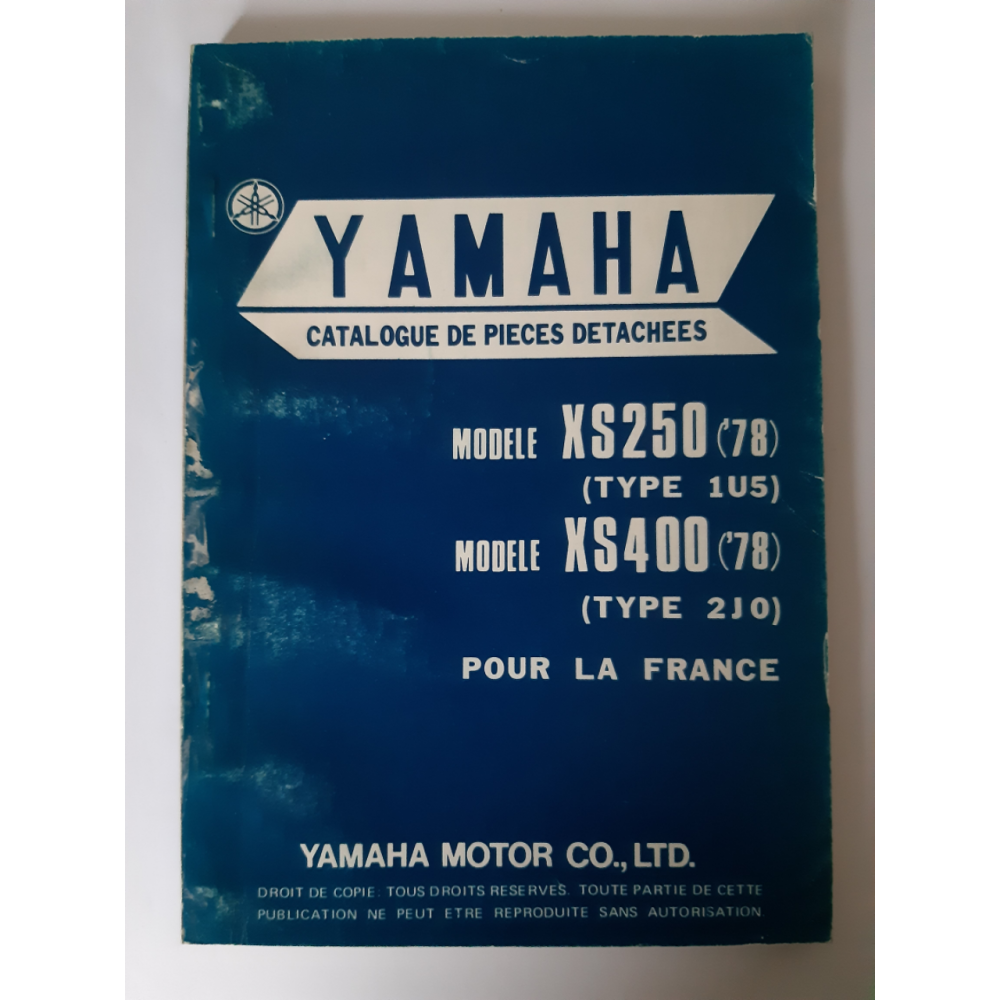 YAMAHA
CATALOGUE DE PIECES DETACHEES
MODELE XS250 ('78)
(TYPE 1U5)
MODELE XS400 ('78)
(TYPE 2J0)
POUR LA FRANCE
YAMAHA MOTOR CO., LTD.
DROIT DE COPIE. TOUS DROITS RESERVES. TOUTE PARTIE DE CETTE
PUBLICATION NE PEUT ETRE REPRODUITE SANS AUTORISATION.